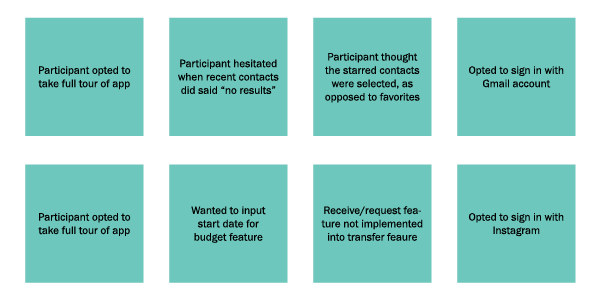 Participant opted to
take full tour of app
Participant hesitated
when recent contacts
did said “no results”
Participant thought
the starred contacts
were selected, as
opposed to favorites
Opted to sign in with
Gmail account
Participant opted to
take full tour of app
Wanted to input
start date for
budget feature
Receive/request fea-
ture not implemented
into transfer feaure
Opted to sign in with
Instagram